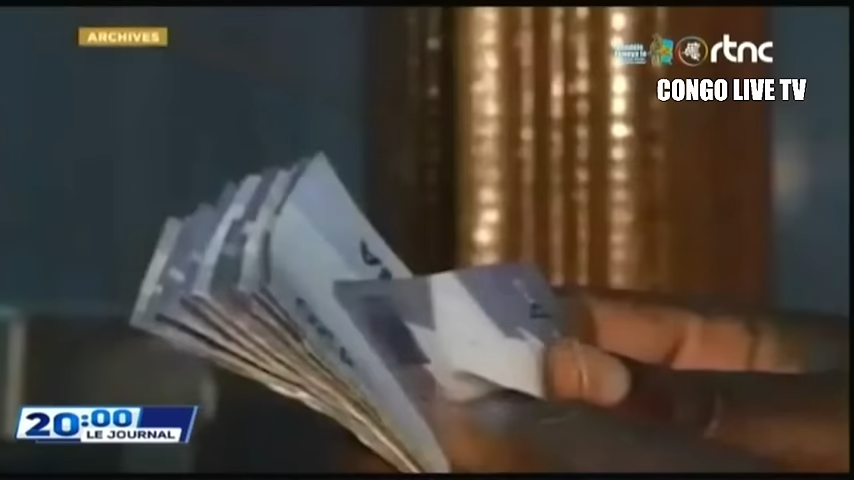 ARCHIVES
rtnc
CONGO LIVE TV
20:00
LE JOURNAL